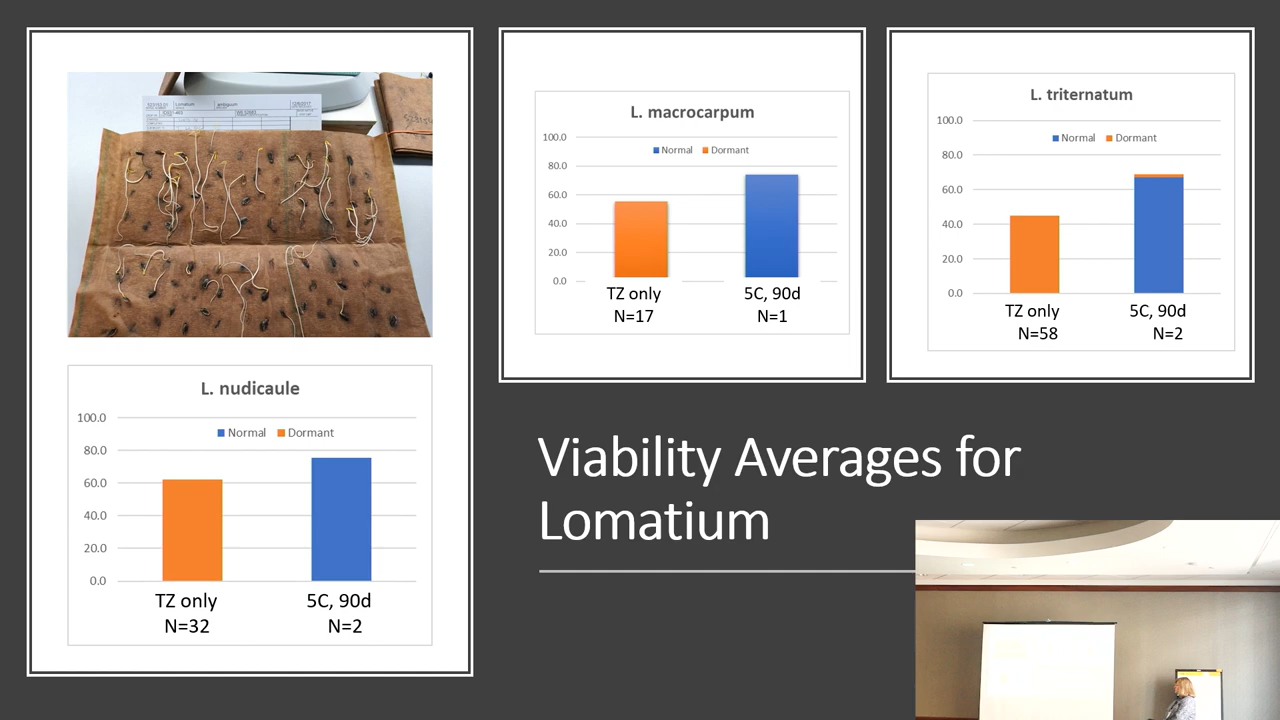 Lomatium
ambiguum
L. nudicaule
Normal Dormant
100.0
80.0
60.0
40.0
20.0
0.0
TZ only 5C, 90d
N=32 N=2
L. macrocarpum
100.0
Normal Dormant
80.0
60.0
40.0
20.0
0.0
TZ only 5C, 90d
N=17 N=1
L. triternatum
100.0
Normal Dormant
80.0
60.0
40.0
20.0
0.0
TZ only 5C, 90d
N=58 N=2
Viability Averages for
Lomatium